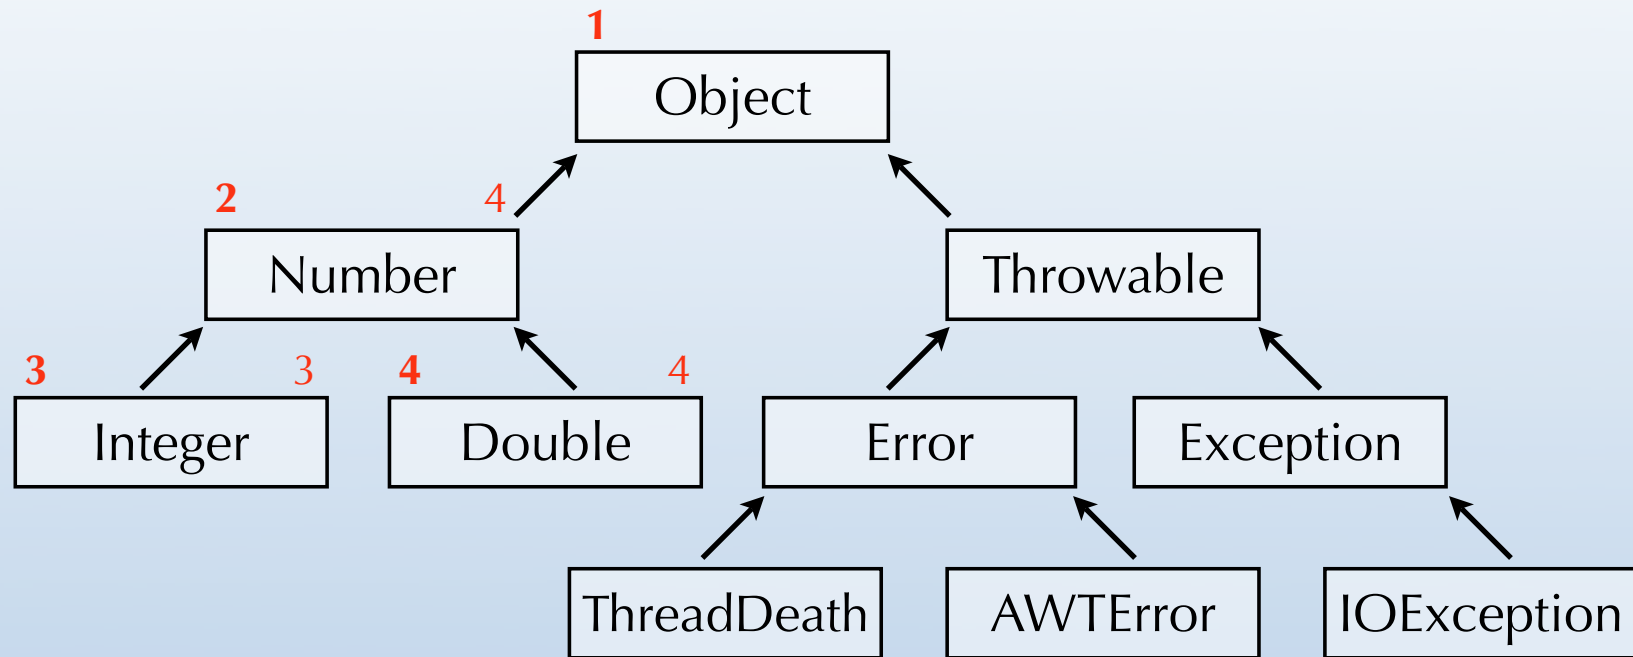 1
Object
2 4
Number Throwable
3 3 4 4
Integer Double Error Exception
ThreadDeath AWTError IOException